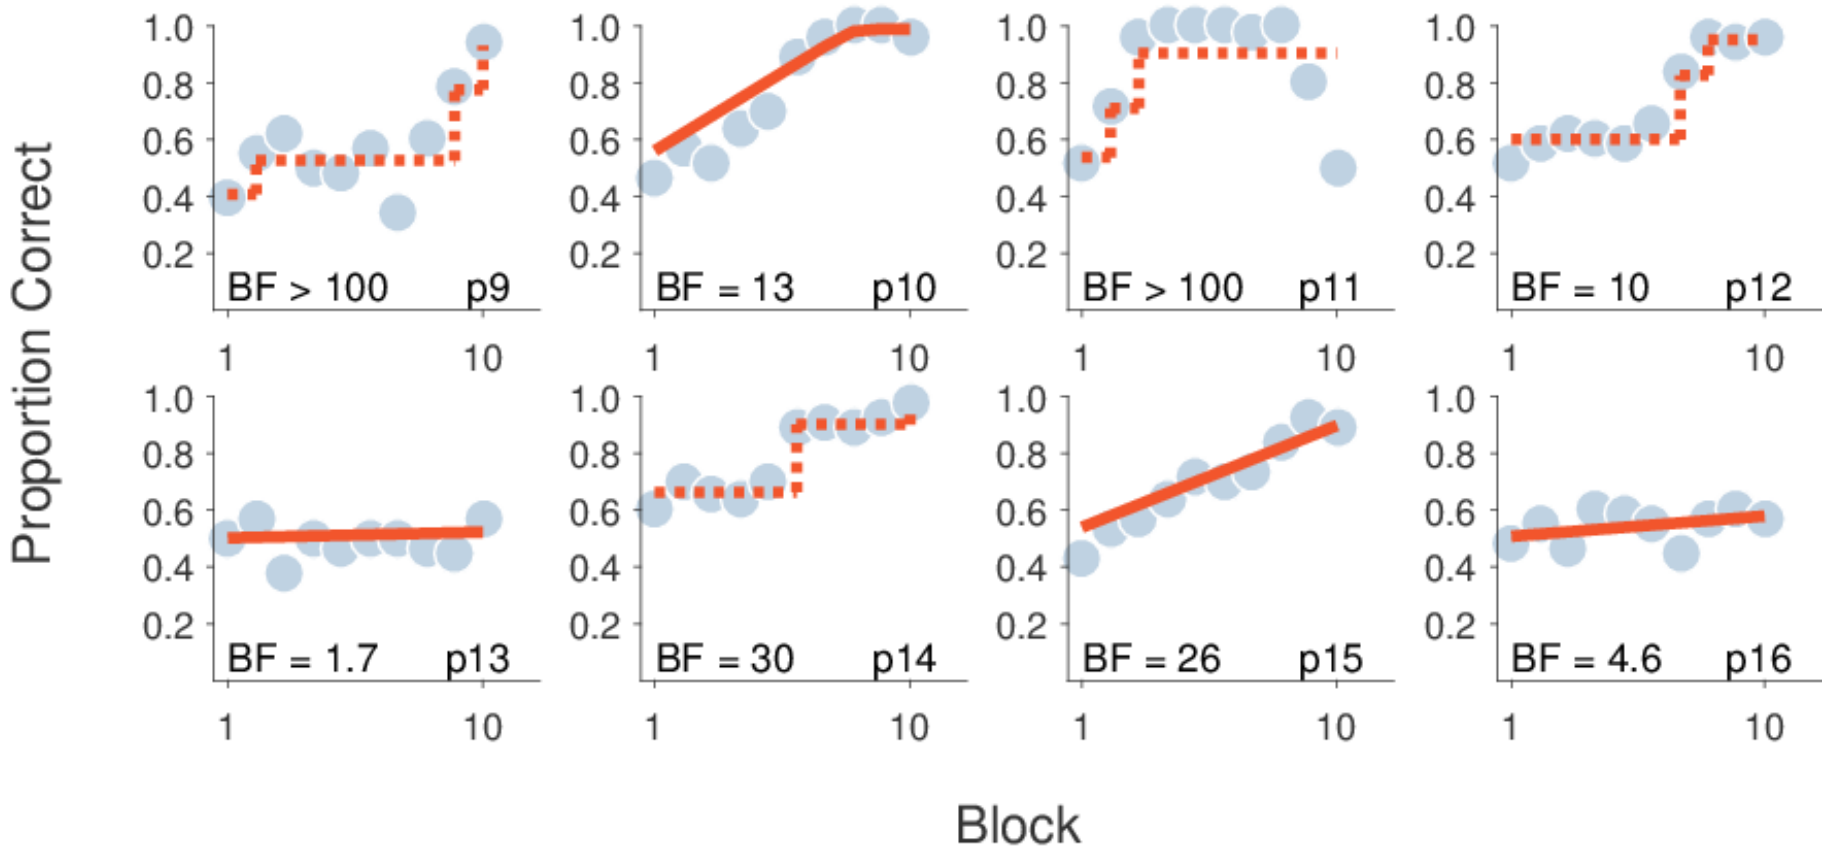 Proportion Correct
1.0 0.8 0.6 0.4 0.2
BF > 100 p9
1 10
1.0 0.8 0.6 0.4 0.2
BF = 13 p10
1 10
1.0 0.8 0.6 0.4 0.2
BF > 100 p11
1 10
1.0 0.8 0.6 0.4 0.2
BF = 10 p12
1 10
1.0 0.8 0.6 0.4 0.2
BF = 1.7 p13
1 10
1.0 0.8 0.6 0.4 0.2
BF = 30 p14
1 10
1.0 0.8 0.6 0.4 0.2
BF = 26 p15
1 10
1.0 0.8 0.6 0.4 0.2
BF = 4.6 p16
1 10
Block